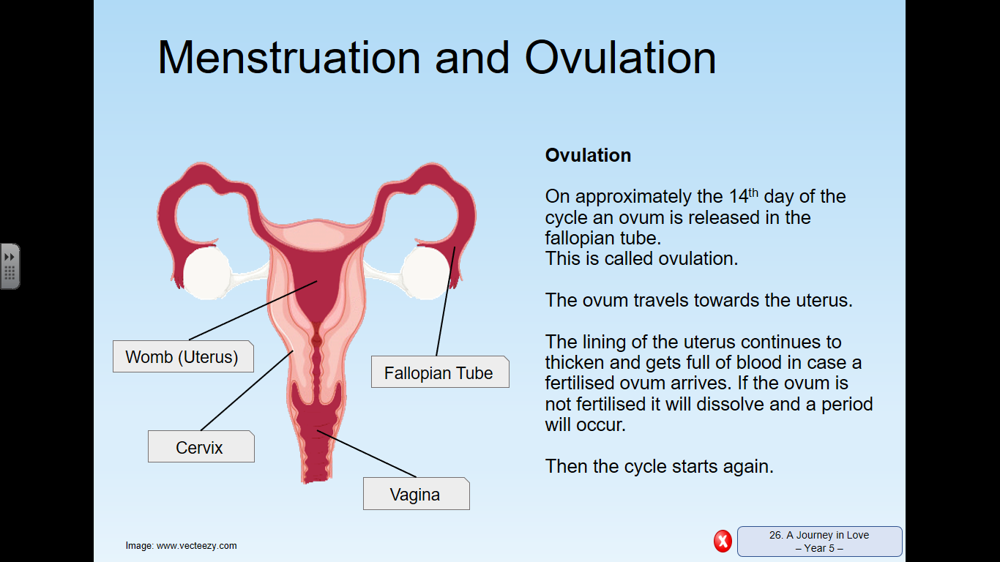 Menstruation and Ovulation
Ovulation
On approximately the 14th day of the
cycle an ovum is released in the
fallopian tube.
This is called ovulation.
The ovum travels towards the uterus.
The lining of the uterus continues to
thicken and gets full of blood in case a
fertilised ovum arrives. If the ovum is
not fertilised it will dissolve and a period
will occur.
Then the cycle starts again.
Womb (Uterus)
Fallopian Tube
Cervix
Vagina
Image: www.vecteezy.com
X
26. A Journey in Love
– Year 5 –